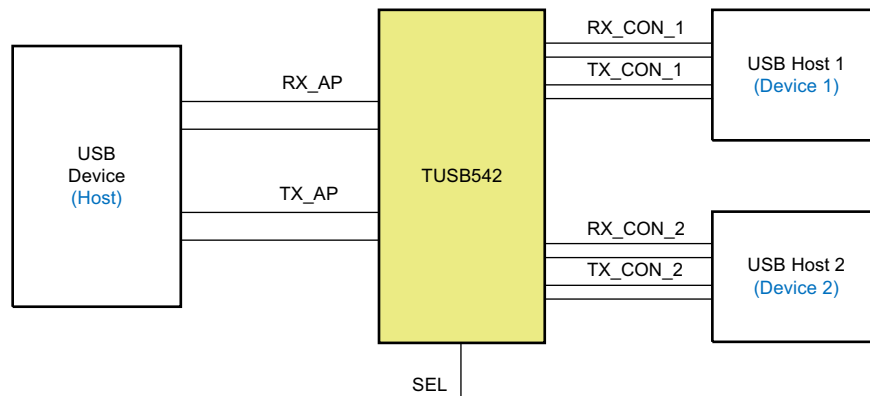 RX_CON_1
TX_CON_1
USB Host 1
(Device 1)
RX_AP
USB
Device
(Host)
TX_AP
TUSB542
RX_CON_2
TX_CON_2
USB Host 2
(Device 2)
SEL